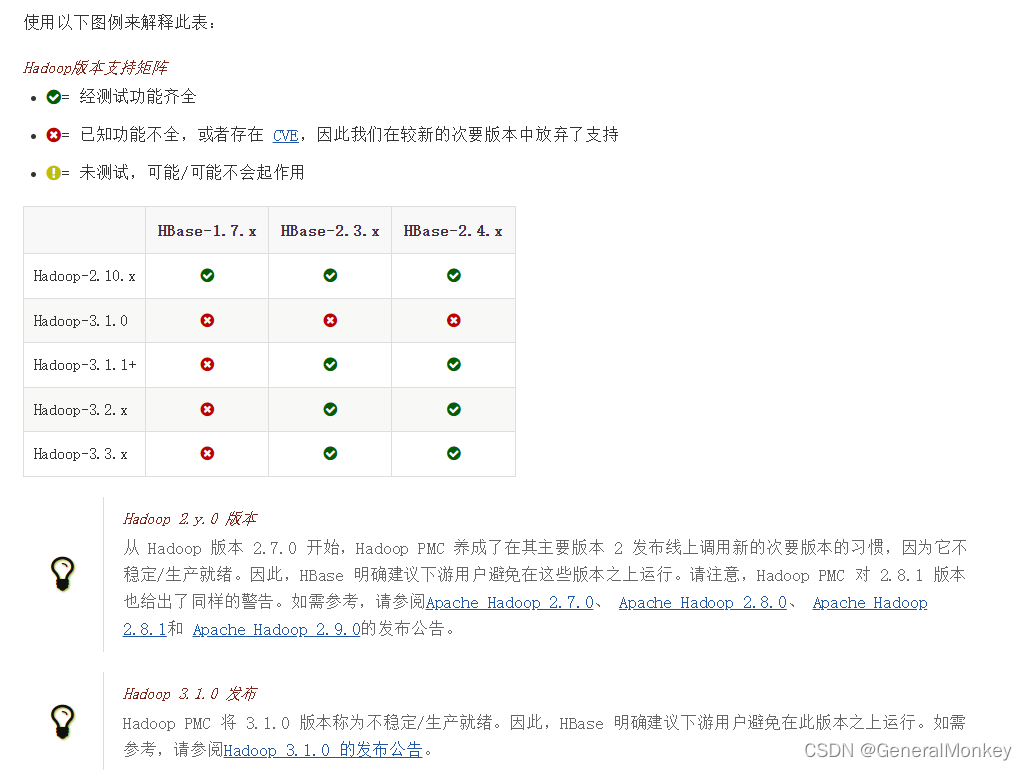 使用以下图例来解释此表:
Hadoop版本支持矩阵
= 经测试功能齐全
= 已知功能不全，或者存在 CVE，因此我们在较新的次要版本中放弃了支持
= 未测试，可能/可能不会起作用
HBase-1.7.x HBase-2.3.x HBase-2.4.x
Hadoop-2.10.x
Hadoop-3.1.0
Hadoop-3.1.1+
Hadoop-3.2.x
Hadoop-3.3.x
Hadoop 2.y.0 版本
从 Hadoop 版本 2.7.0 开始，Hadoop PMC 养成了在其主要版本 2 发布线上调用新的次要版本的习惯，因为它不
稳定/生产就绪。因此，HBase 明确建议下游用户避免在这些版本之上运行。请注意，Hadoop PMC 对 2.8.1 版本
也给出了同样的警告。如需参考，请参阅Apache Hadoop 2.7.0、 Apache Hadoop 2.8.0、 Apache Hadoop
2.8.1和 Apache Hadoop 2.9.0的发布公告。
Hadoop 3.1.0 发布
Hadoop PMC 将 3.1.0 版本称为不稳定/生产就绪。因此，HBase 明确建议下游用户避免在此版本之上运行。如需
参考，请参阅Hadoop 3.1.0 的发布公告。
CSDN @GeneralMonkey